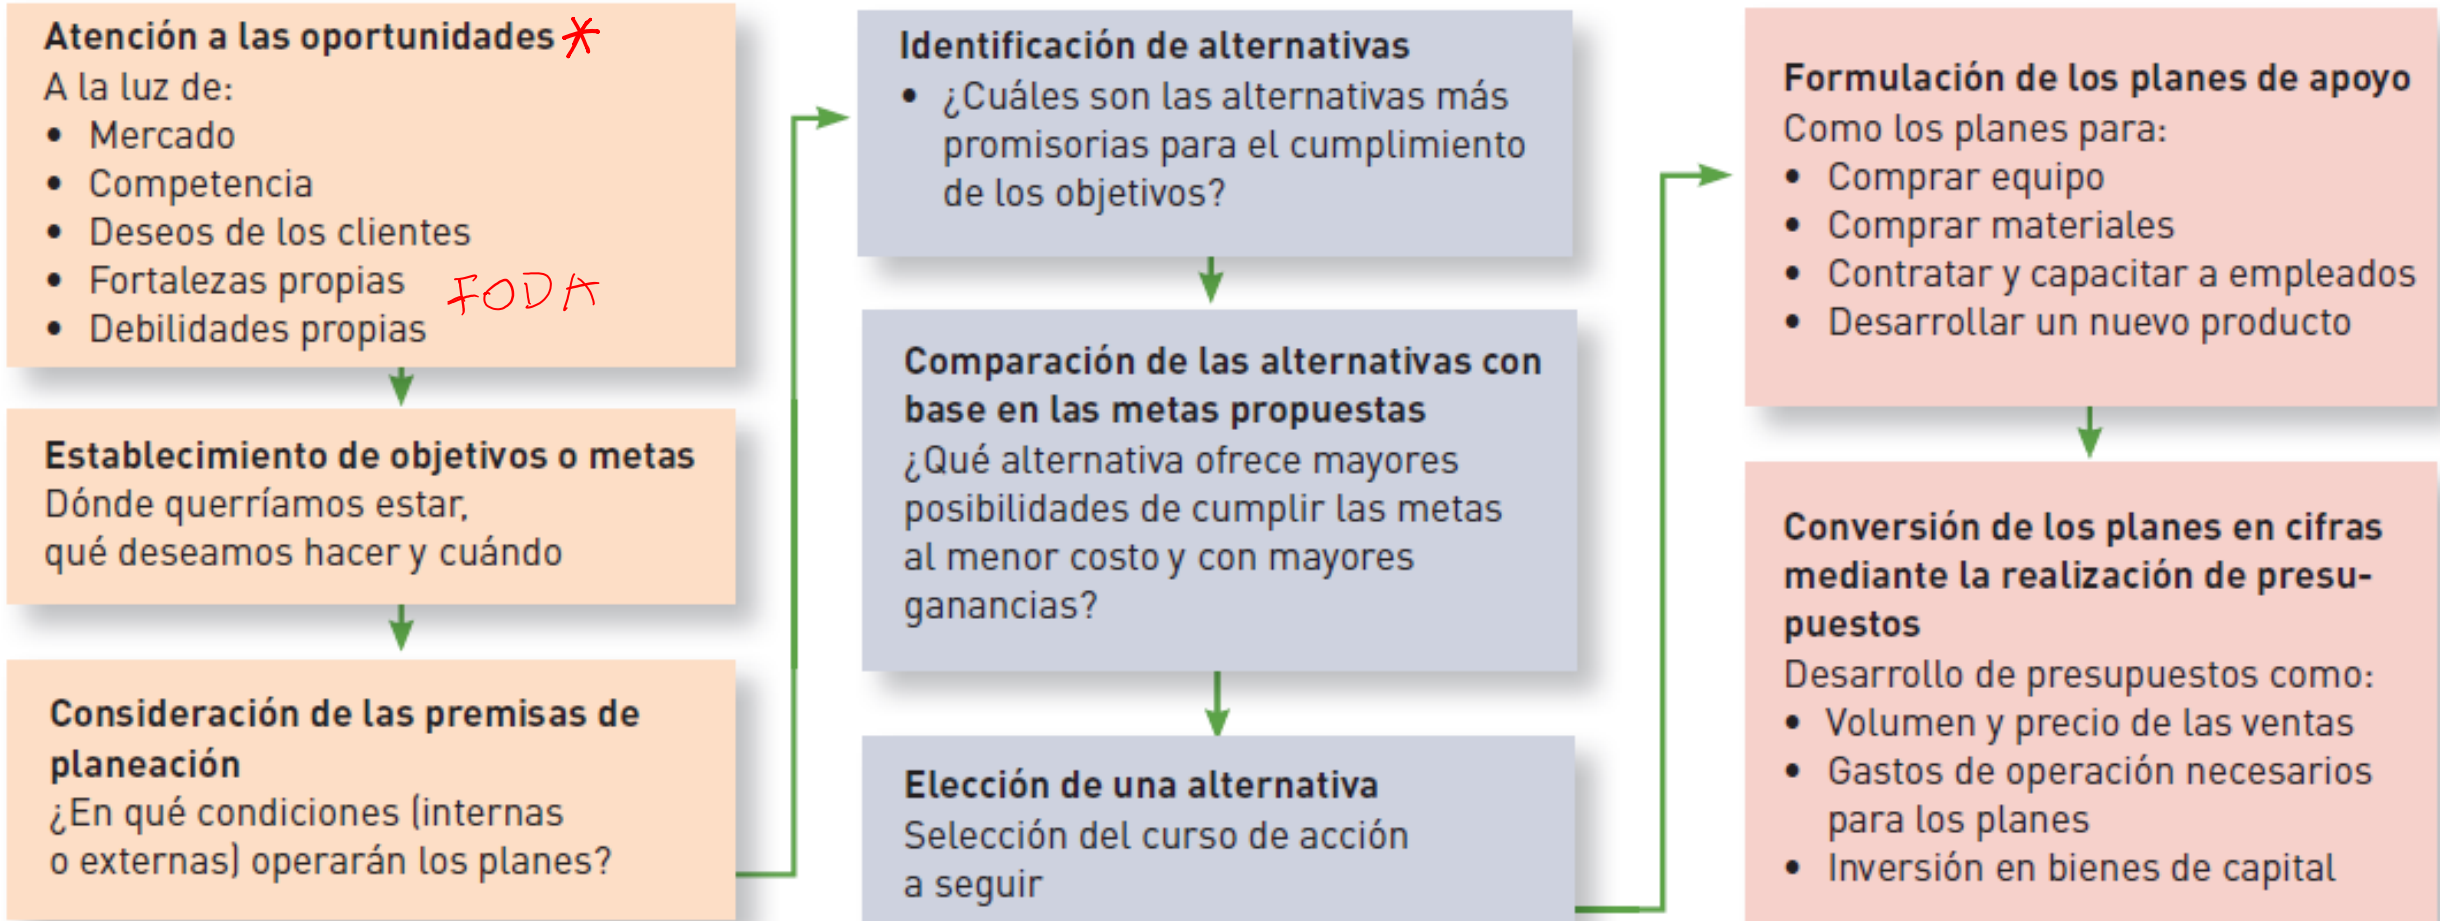 Atención a las oportunidades *
A la luz de:
• Mercado
• Competencia
• Deseos de los clientes
• Fortalezas propias
FODA
• Debilidades propias
Establecimiento de objetivos o metas
Dónde querríamos estar,
qué deseamos hacer y cuándo
Consideración de las premisas de
planeación
¿En qué condiciones (internas
o externas) operarán los planes?
Identificación de alternativas
• ¿Cuáles son las alternativas más
promisorias para el cumplimiento
de los objetivos?
Comparación de las alternativas con
base en las metas propuestas
¿Qué alternativa ofrece mayores
posibilidades de cumplir las metas
al menor costo y con mayores
ganancias?
Elección de una alternativa
Selección del curso de acción
a seguir
Formulación de los planes de apoyo
Como los planes para:
• Comprar equipo
• Comprar materiales
• Contratar y capacitar a empleados
• Desarrollar un nuevo producto
Conversión de los planes en cifras
mediante la realización de presu-
puestos
Desarrollo de presupuestos como:
• Volumen y precio de las ventas
• Gastos de operación necesarios
para los planes
• Inversión en bienes de capital